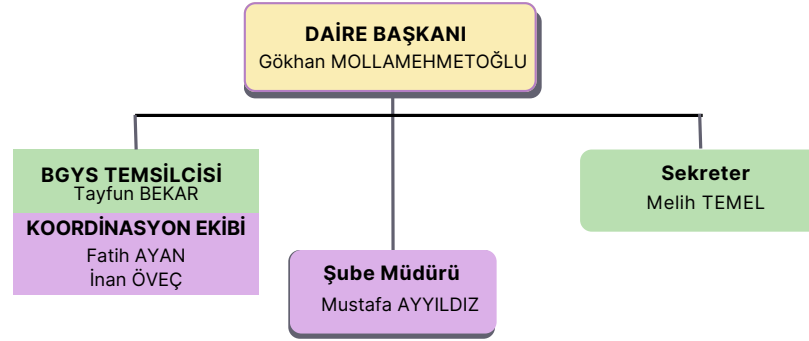 DAİRE BAŞKANI
Gökhan MOLLAMEHMETOĞLU
BGYS TEMSİLCİSİ
Tayfun BEKAR
KOORDİNASYON EKİBİ
Fatih AYAN
İnan ÖVEÇ
Şube Müdürü
Mustafa AYYILDIZ
Sekreter
Melih TEMEL